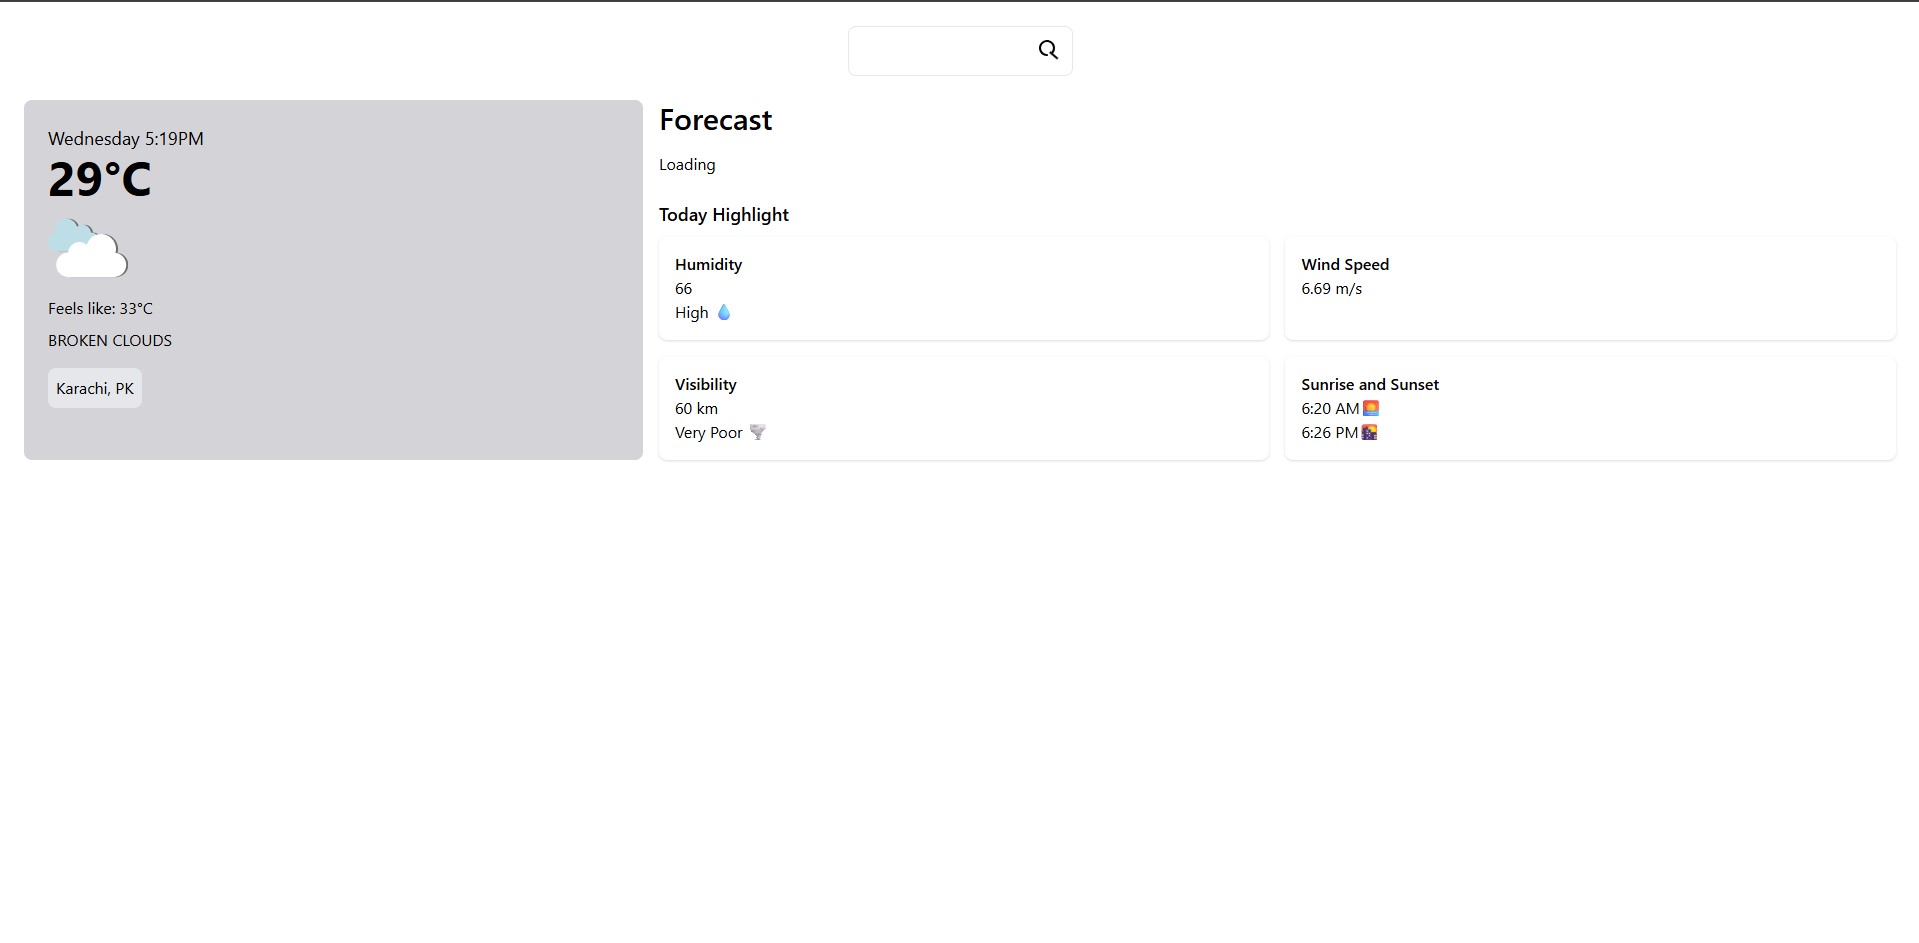 Wednesday 5:19PM
29°C
Feels like: 33°C
BROKEN CLOUDS
Karachi, PK
Forecast
Loading
Today Highlight
Humidity
66
High 💧
Wind Speed
6.69 m/s
Visibility
60 km
Very Poor 🌪️
Sunrise and Sunset
6:20 AM🌅
6:26 PM🌇